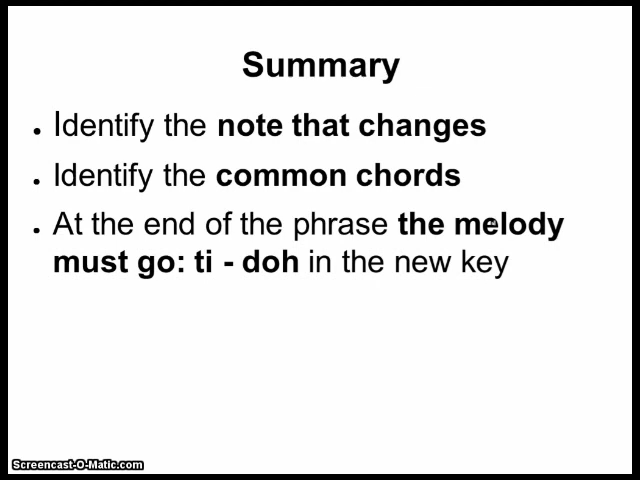 Summary
• Identify the note that changes
• Identify the common chords
• At the end of the phrase the melody
must go: ti - doh in the new key
Screencast-O-Matic.com